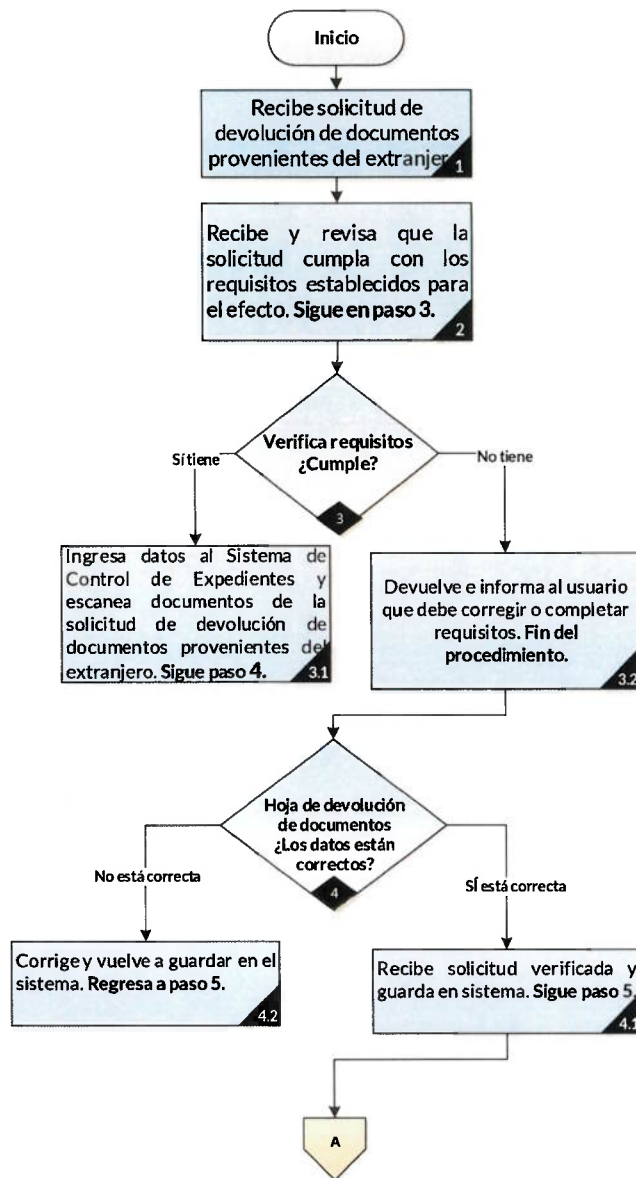 Inicio
Recibe solicitud de
devolución de documentos
provenientes del extranjer
1
Recibe y revisa que la
solicitud cumpla con los
requisitos establecidos para
el efecto. Sigue en paso 3.
2
Verifica requisitos
¿Cumple?
3
Sí tiene
No tiene
Ingresa datos al Sistema de
Control de Expedientes y
escanea documentos de la
solicitud de devolución de
documentos provenientes del
extranjero. Sigue paso 4.
3.1
Devuelve e informa al usuario
que debe corregir o completar
requisitos. Fin del
procedimiento.
3.2
Hoja de devolución
de documentos
¿Los datos están
correctos?
4
No está correcta
SÍ está correcta
Corrige y vuelve a guardar en el
sistema. Regresa a paso 5.
4.2
Recibe solicitud verificada y
guarda en sistema. Sigue paso 5.
4.1
A